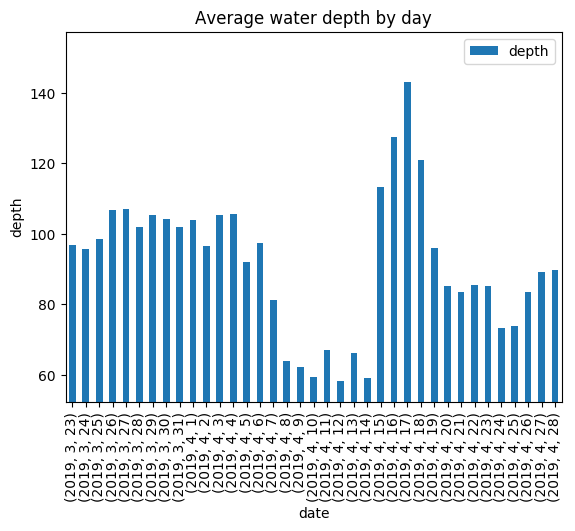 Average water depth by day
depth
140
120
100
80
60
depth
(2019, 3, 23)
(2019, 3, 24)
(2019, 3, 25)
(2019, 3, 26)
(2019, 3, 27)
(2019, 3, 28)
(2019, 3, 29)
(2019, 3, 30)
(2019, 3, 31)
(2019, 4, 1)
(2019, 4, 2)
(2019, 4, 3)
(2019, 4, 4)
(2019, 4, 5)
(2019, 4, 6)
(2019, 4, 7)
(2019, 4, 8)
(2019, 4, 9)
(2019, 4, 10)
(2019, 4, 11)
(2019, 4, 12)
(2019, 4, 13)
(2019, 4, 14)
(2019, 4, 15)
(2019, 4, 16)
(2019, 4, 17)
(2019, 4, 18)
(2019, 4, 19)
(2019, 4, 20)
(2019, 4, 21)
(2019, 4, 22)
(2019, 4, 23)
(2019, 4, 24)
(2019, 4, 25)
(2019, 4, 26)
(2019, 4, 27)
(2019, 4, 28)
date